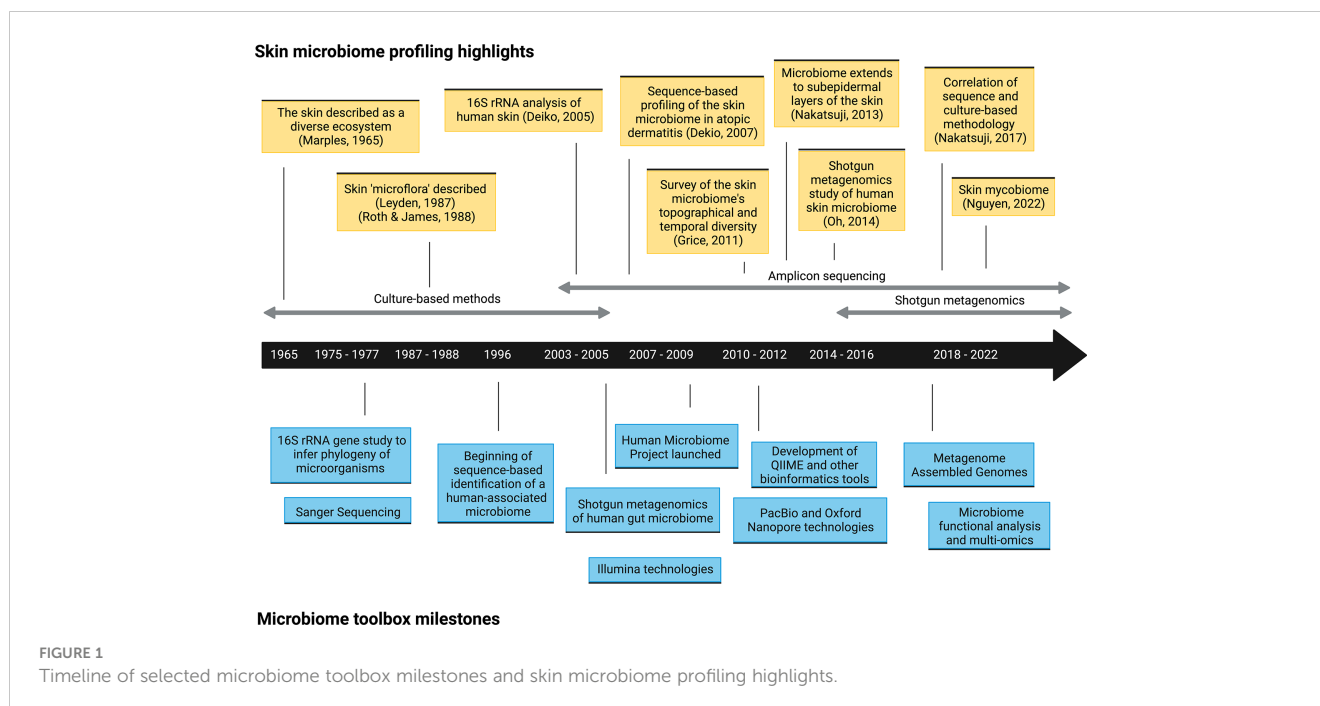 Skin microbiome profiling highlights
The skin described as a
diverse ecosystem
(Marples, 1965)
Skin 'microflora' described
(Leyden, 1987)
(Roth & James, 1988)
16S rRNA analysis of
human skin (Deiko, 2005)
Sequence-based
profiling of the skin
microbiome in atopic
dermatitis (Dekio, 2007)
Survey of the skin
microbiome's
topographical and
temporal diversity
(Grice, 2011)
Microbiome extends
to subepidermal
layers of the skin
(Nakatsuji, 2013)
Shotgun
metagenomics
study of human
skin microbiome
(Oh, 2014)
Correlation of
sequence and
culture-based
methodology
(Nakatsuji, 2017)
Skin mycobiome
(Nguyen, 2022)
Amplicon sequencing
Culture-based methods
Shotgun metagenomics
1965 1975 - 1977 1987 - 1988 1996 2003 - 2005 2007 - 2009 2010 - 2012 2014 - 2016 2018 - 2022
16S rRNA gene study to
infer phylogeny of
microorganisms
Sanger Sequencing
Beginning of
sequence-based
identification of a
human-associated
microbiome
Human Microbiome
Project launched
Shotgun metagenomics
of human gut microbiome
Illumina technologies
Development of
QIIME and other
bioinformatics tools
PacBio and Oxford
Nanopore technologies
Metagenome
Assembled Genomes
Microbiome
functional analysis
and multi-omics
Microbiome toolbox milestones
FIGURE 1
Timeline of selected microbiome toolbox milestones and skin microbiome profiling highlights.